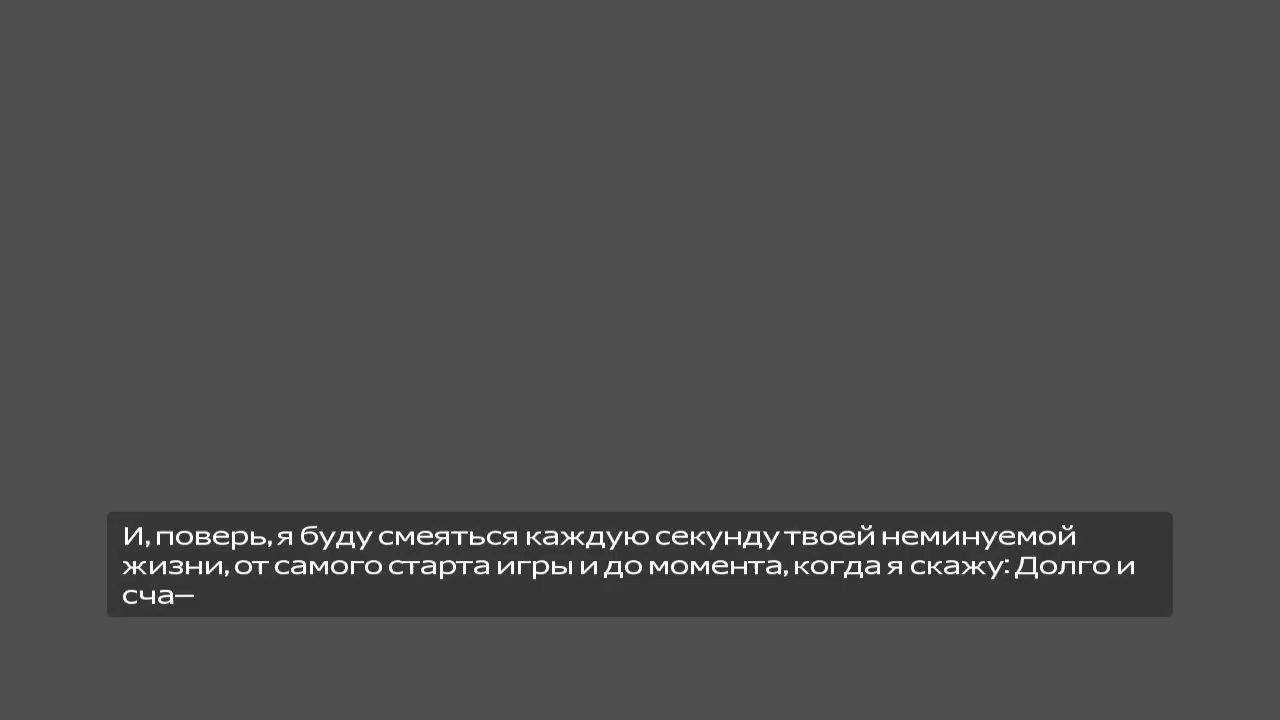 И, поверь, я буду смеяться каждую секунду твоей неминуемой
жизни, от самого старта игры и до момента, когда я скажу: Долго и
сча—